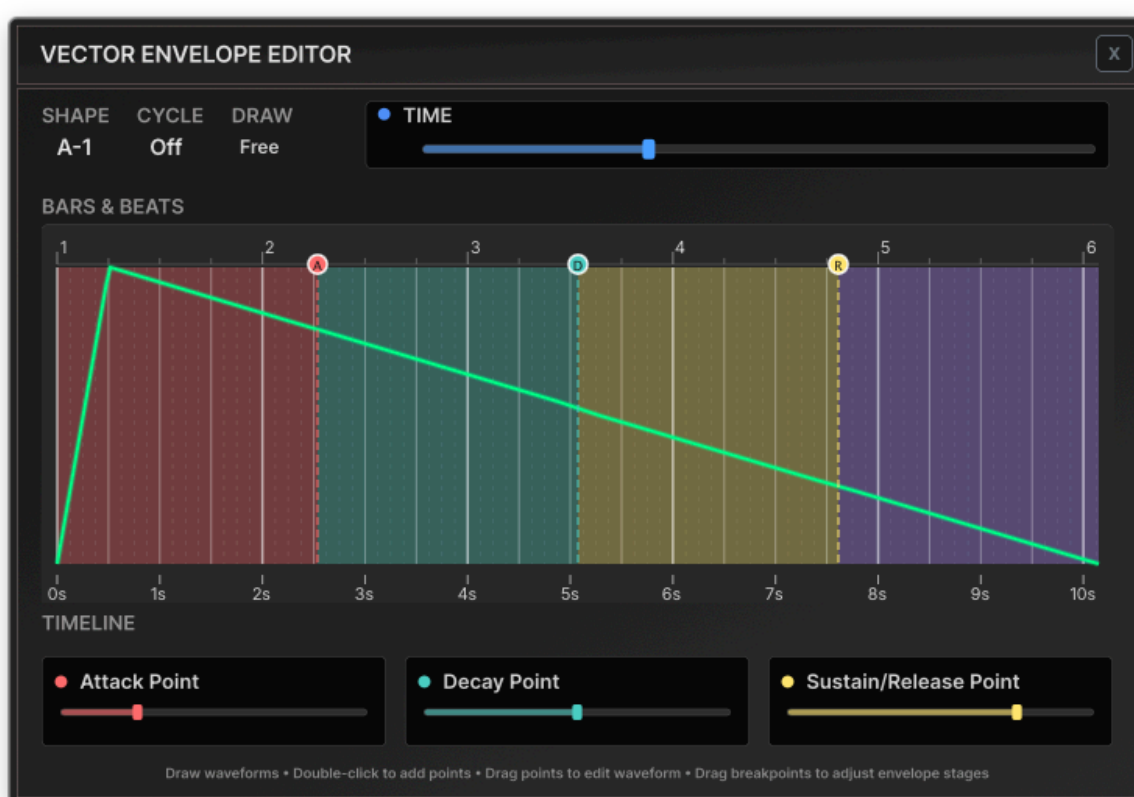 VECTOR ENVELOPE EDITOR
X
SHAPE CYCLE DRAW
A-1 Off Free
TIME
BARS & BEATS
1 2 3 4 5 6
A D R
0s 1s 2s 3s 4s 5s 6s 7s 8s 9s 10s
TIMELINE
Attack Point
Decay Point
Sustain/Release Point
Draw waveforms • Double-click to add points • Drag points to edit waveform • Drag breakpoints to adjust envelope stages